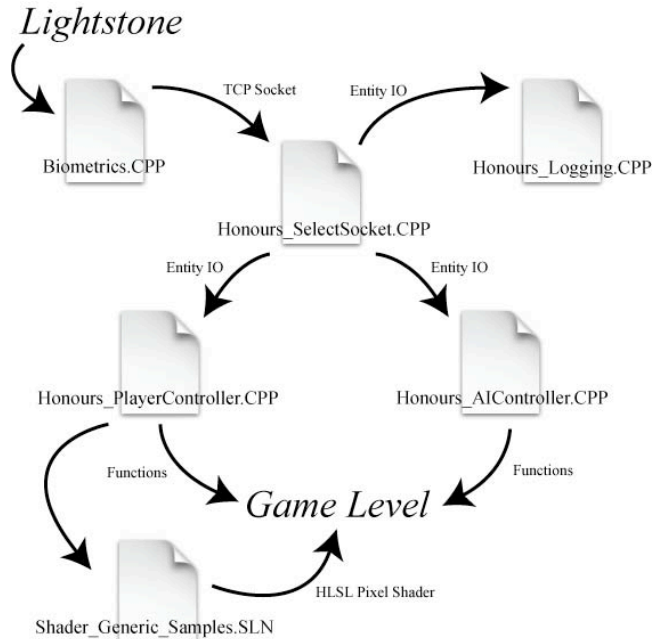 Lightstone
TCP Socket
Entity IO
Biometrics.CPP
Honours_Logging.CPP
Honours_SelectSocket.CPP
Entity IO
Entity IO
Honours_PlayerController.CPP
Honours_AIController.CPP
Functions
Functions
Game Level
HLSL Pixel Shader
Shader_Generic_Samples.SLN